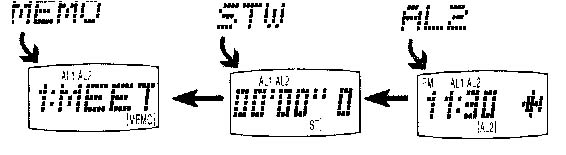 MEMO STW AL2
AL1 AL2 AL1 AL2 PM AL1 AL2
1:MEET 00'00" 0 11:30
[MEMO] ST [AL2]